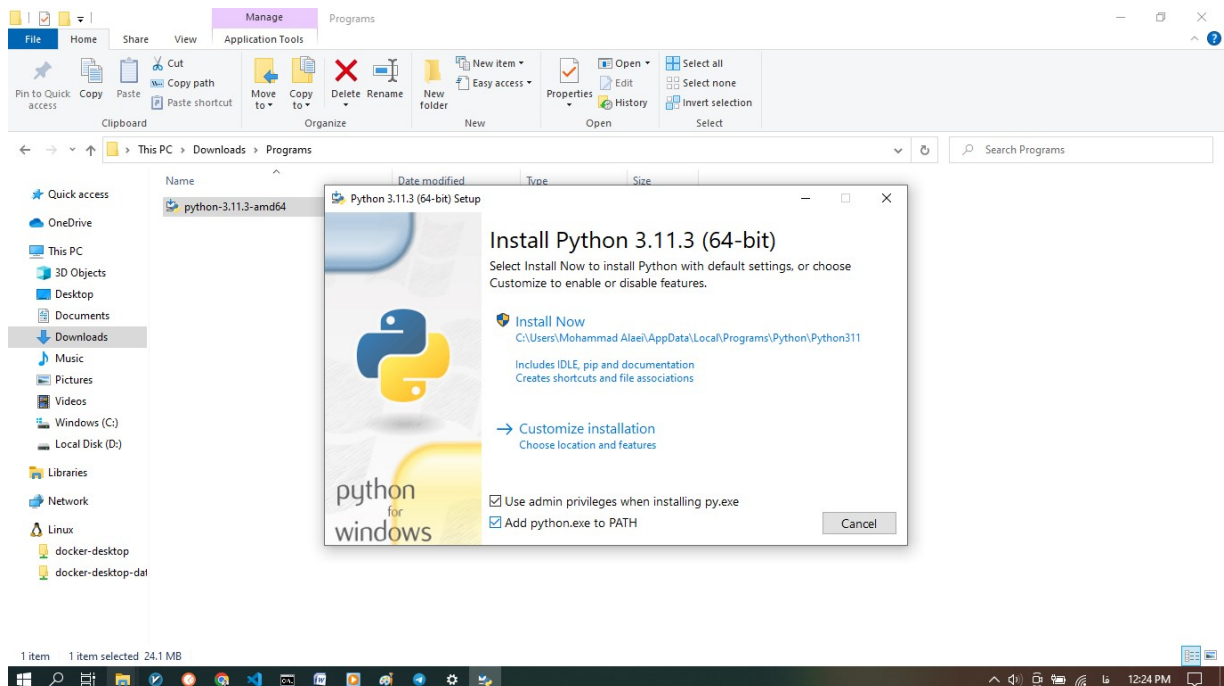 Manage
Programs
File
Home
Share
View
Application Tools
Pin to Quick access
Copy
Paste
Cut
Copy path
Paste shortcut
Clipboard
Move to
Copy to
Delete
Rename
Organize
New folder
New item
Easy access
New
Properties
Open
Edit
History
Open
Select all
Select none
Invert selection
Select
This PC > Downloads > Programs
Search Programs
Name
Date modified
Type
Size
python-3.11.3-amd64
Quick access
OneDrive
This PC
3D Objects
Desktop
Documents
Downloads
Music
Pictures
Videos
Windows (C:)
Local Disk (D:)
Libraries
Network
Linux
docker-desktop
docker-desktop-dat
Python 3.11.3 (64-bit) Setup
Install Python 3.11.3 (64-bit)
Select Install Now to install Python with default settings, or choose
Customize to enable or disable features.
Install Now
C:\Users\Mohammad Alaei\AppData\Local\Programs\Python\Python311
Includes IDLE, pip and documentation
Creates shortcuts and file associations
Customize installation
Choose location and features
python
for
windows
Use admin privileges when installing py.exe
Add python.exe to PATH
Cancel
1 item
1 item selected 24.1 MB
فا
12:24 PM